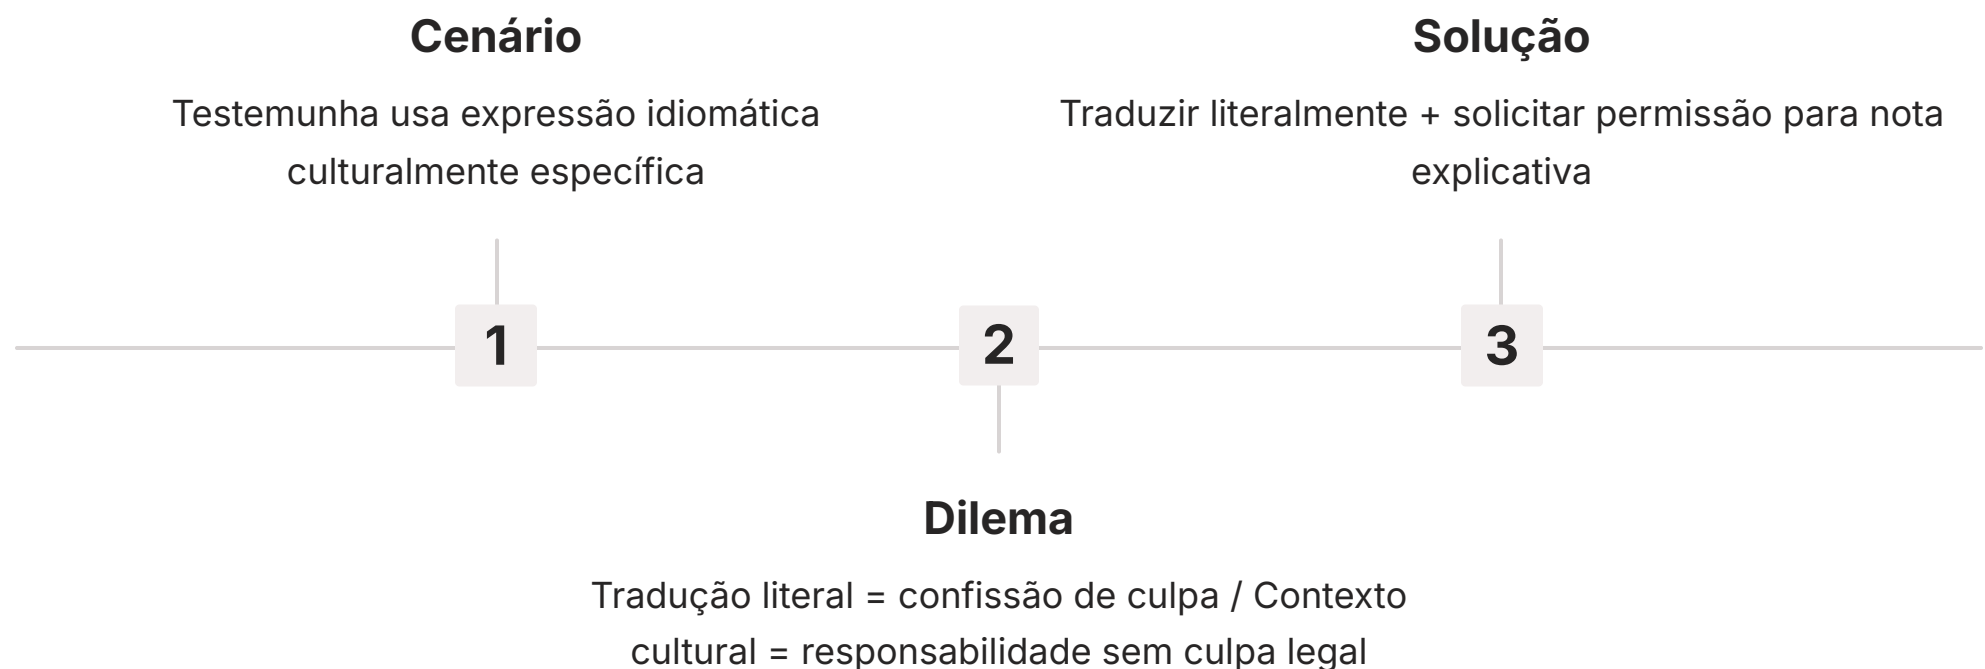 Cenário
Testemunha usa expressão idiomática
culturalmente específica
Solução
Traduzir literalmente + solicitar permissão para nota
explicativa
1
2
3
Dilema
Tradução literal = confissão de culpa / Contexto
cultural = responsabilidade sem culpa legal